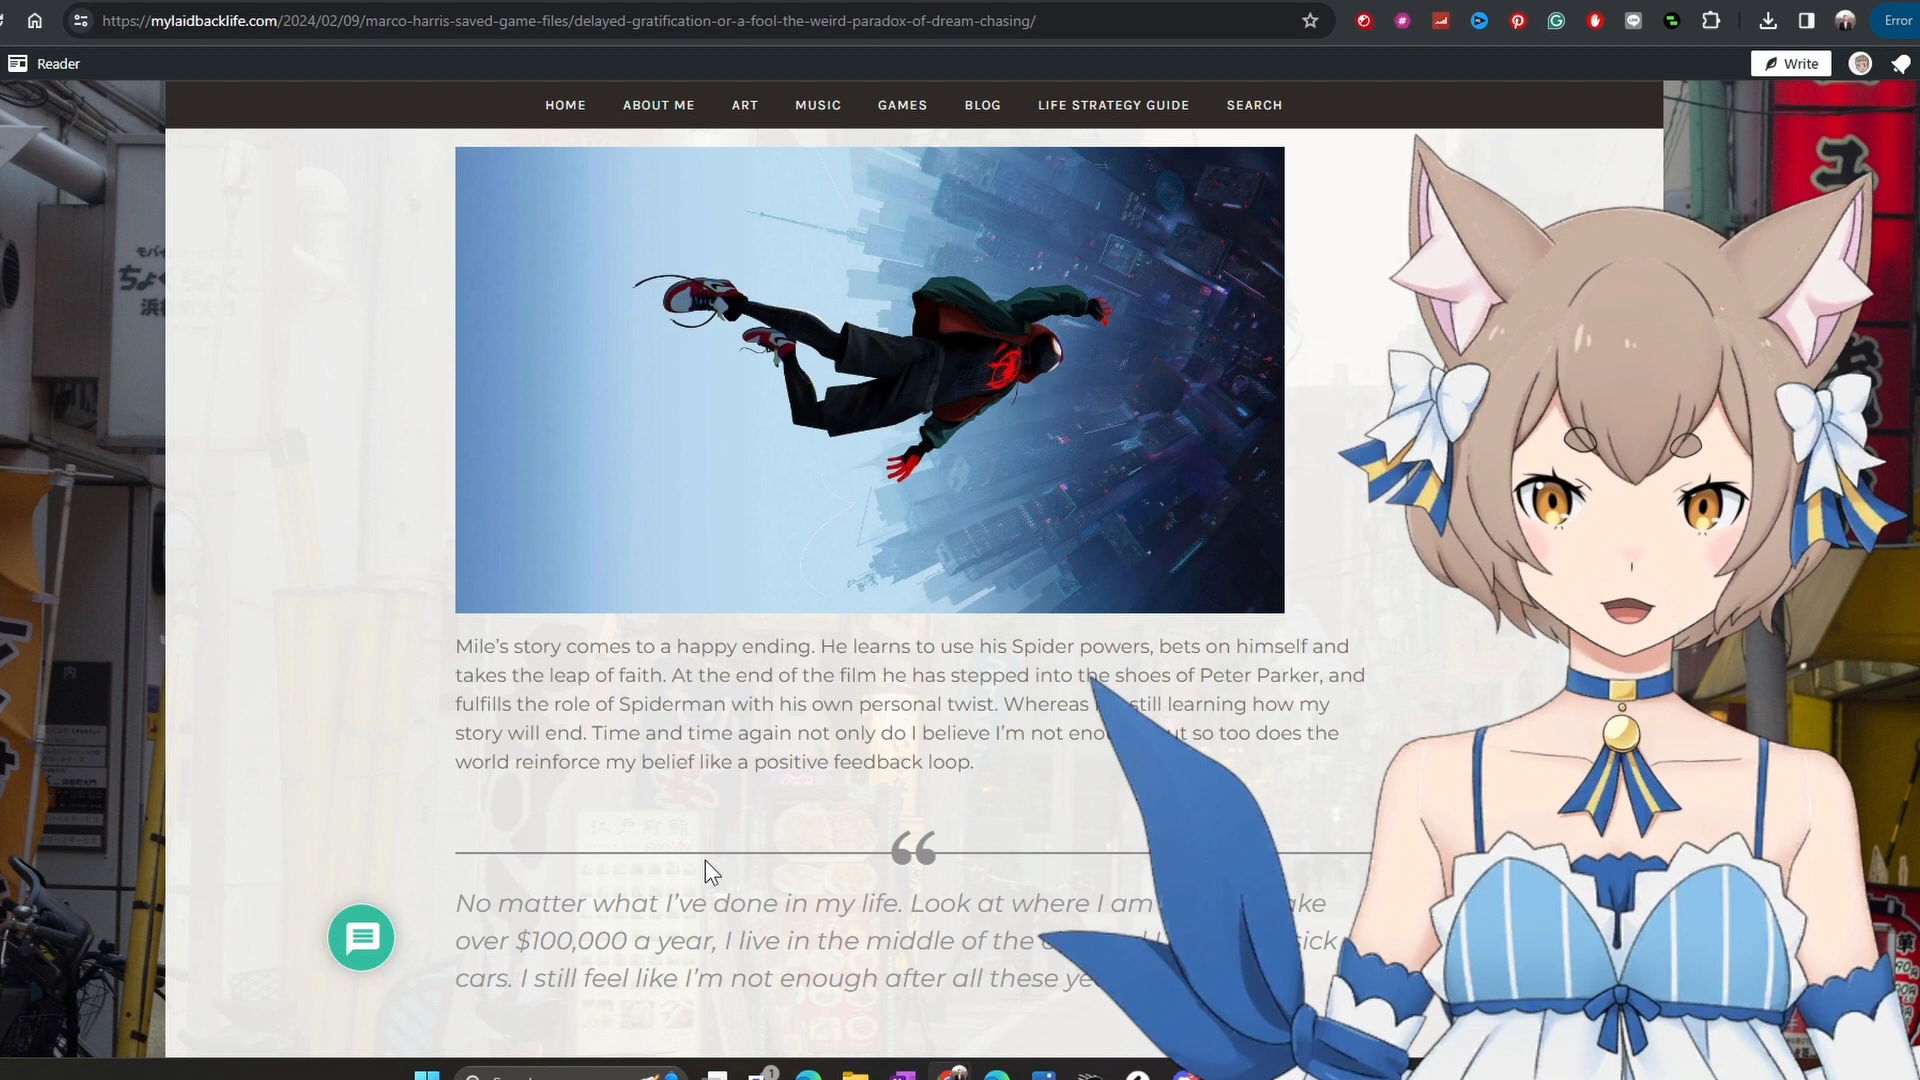 https://mylaidbacklife.com/2024/02/09/marco-harris-saved-game-files/delayed-gratification-or-a-fool-the-weird-paradox-of-dream-chasing/
Error
Reader
Write
HOME ABOUT ME ART MUSIC GAMES BLOG LIFE STRATEGY GUIDE SEARCH
Mile’s story comes to a happy ending. He learns to use his Spider powers, bets on himself and
takes the leap of faith. At the end of the film he has stepped into the shoes of Peter Parker, and
fulfills the role of Spiderman with his own personal twist. Whereas still learning how my
story will end. Time and time again not only do I believe I’m not so too does the
world reinforce my belief like a positive feedback loop.
“
No matter what I’ve done in my life. Look at where I am
over $100,000 a year, I live in the middle of the sick
cars. I still feel like I’m not enough after all these